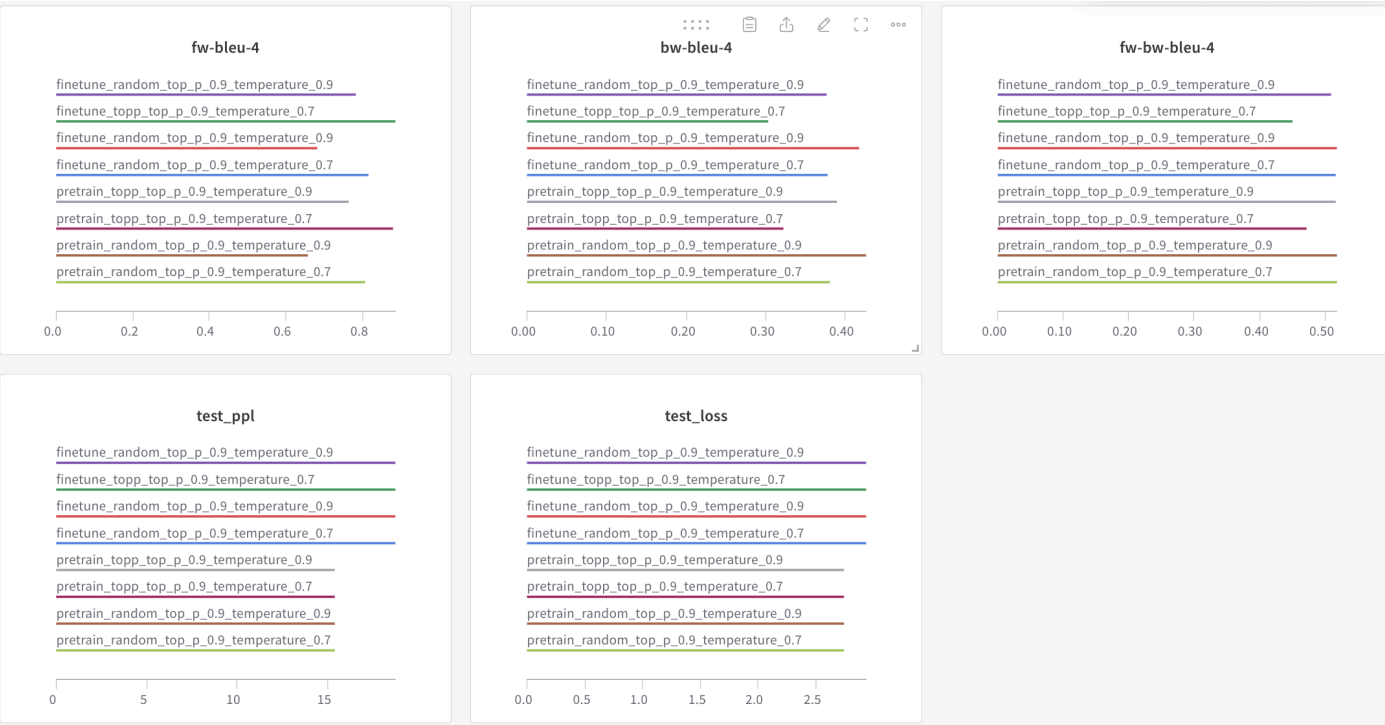 fw-bleu-4
finetune_random_top_p_0.9_temperature_0.9
finetune_topp_top_p_0.9_temperature_0.7
finetune_random_top_p_0.9_temperature_0.9
finetune_random_top_p_0.9_temperature_0.7
pretrain_topp_top_p_0.9_temperature_0.9
pretrain_topp_top_p_0.9_temperature_0.7
pretrain_random_top_p_0.9_temperature_0.9
pretrain_random_top_p_0.9_temperature_0.7
0.0 0.2 0.4 0.6 0.8
bw-bleu-4
finetune_random_top_p_0.9_temperature_0.9
finetune_topp_top_p_0.9_temperature_0.7
finetune_random_top_p_0.9_temperature_0.9
finetune_random_top_p_0.9_temperature_0.7
pretrain_topp_top_p_0.9_temperature_0.9
pretrain_topp_top_p_0.9_temperature_0.7
pretrain_random_top_p_0.9_temperature_0.9
pretrain_random_top_p_0.9_temperature_0.7
0.00 0.10 0.20 0.30 0.40
fw-bw-bleu-4
finetune_random_top_p_0.9_temperature_0.9
finetune_topp_top_p_0.9_temperature_0.7
finetune_random_top_p_0.9_temperature_0.9
finetune_random_top_p_0.9_temperature_0.7
pretrain_topp_top_p_0.9_temperature_0.9
pretrain_topp_top_p_0.9_temperature_0.7
pretrain_random_top_p_0.9_temperature_0.9
pretrain_random_top_p_0.9_temperature_0.7
0.00 0.10 0.20 0.30 0.40 0.50
test_ppl
finetune_random_top_p_0.9_temperature_0.9
finetune_topp_top_p_0.9_temperature_0.7
finetune_random_top_p_0.9_temperature_0.9
finetune_random_top_p_0.9_temperature_0.7
pretrain_topp_top_p_0.9_temperature_0.9
pretrain_topp_top_p_0.9_temperature_0.7
pretrain_random_top_p_0.9_temperature_0.9
pretrain_random_top_p_0.9_temperature_0.7
0 5 10 15
test_loss
finetune_random_top_p_0.9_temperature_0.9
finetune_topp_top_p_0.9_temperature_0.7
finetune_random_top_p_0.9_temperature_0.9
finetune_random_top_p_0.9_temperature_0.7
pretrain_topp_top_p_0.9_temperature_0.9
pretrain_topp_top_p_0.9_temperature_0.7
pretrain_random_top_p_0.9_temperature_0.9
pretrain_random_top_p_0.9_temperature_0.7
0.0 0.5 1.0 1.5 2.0 2.5